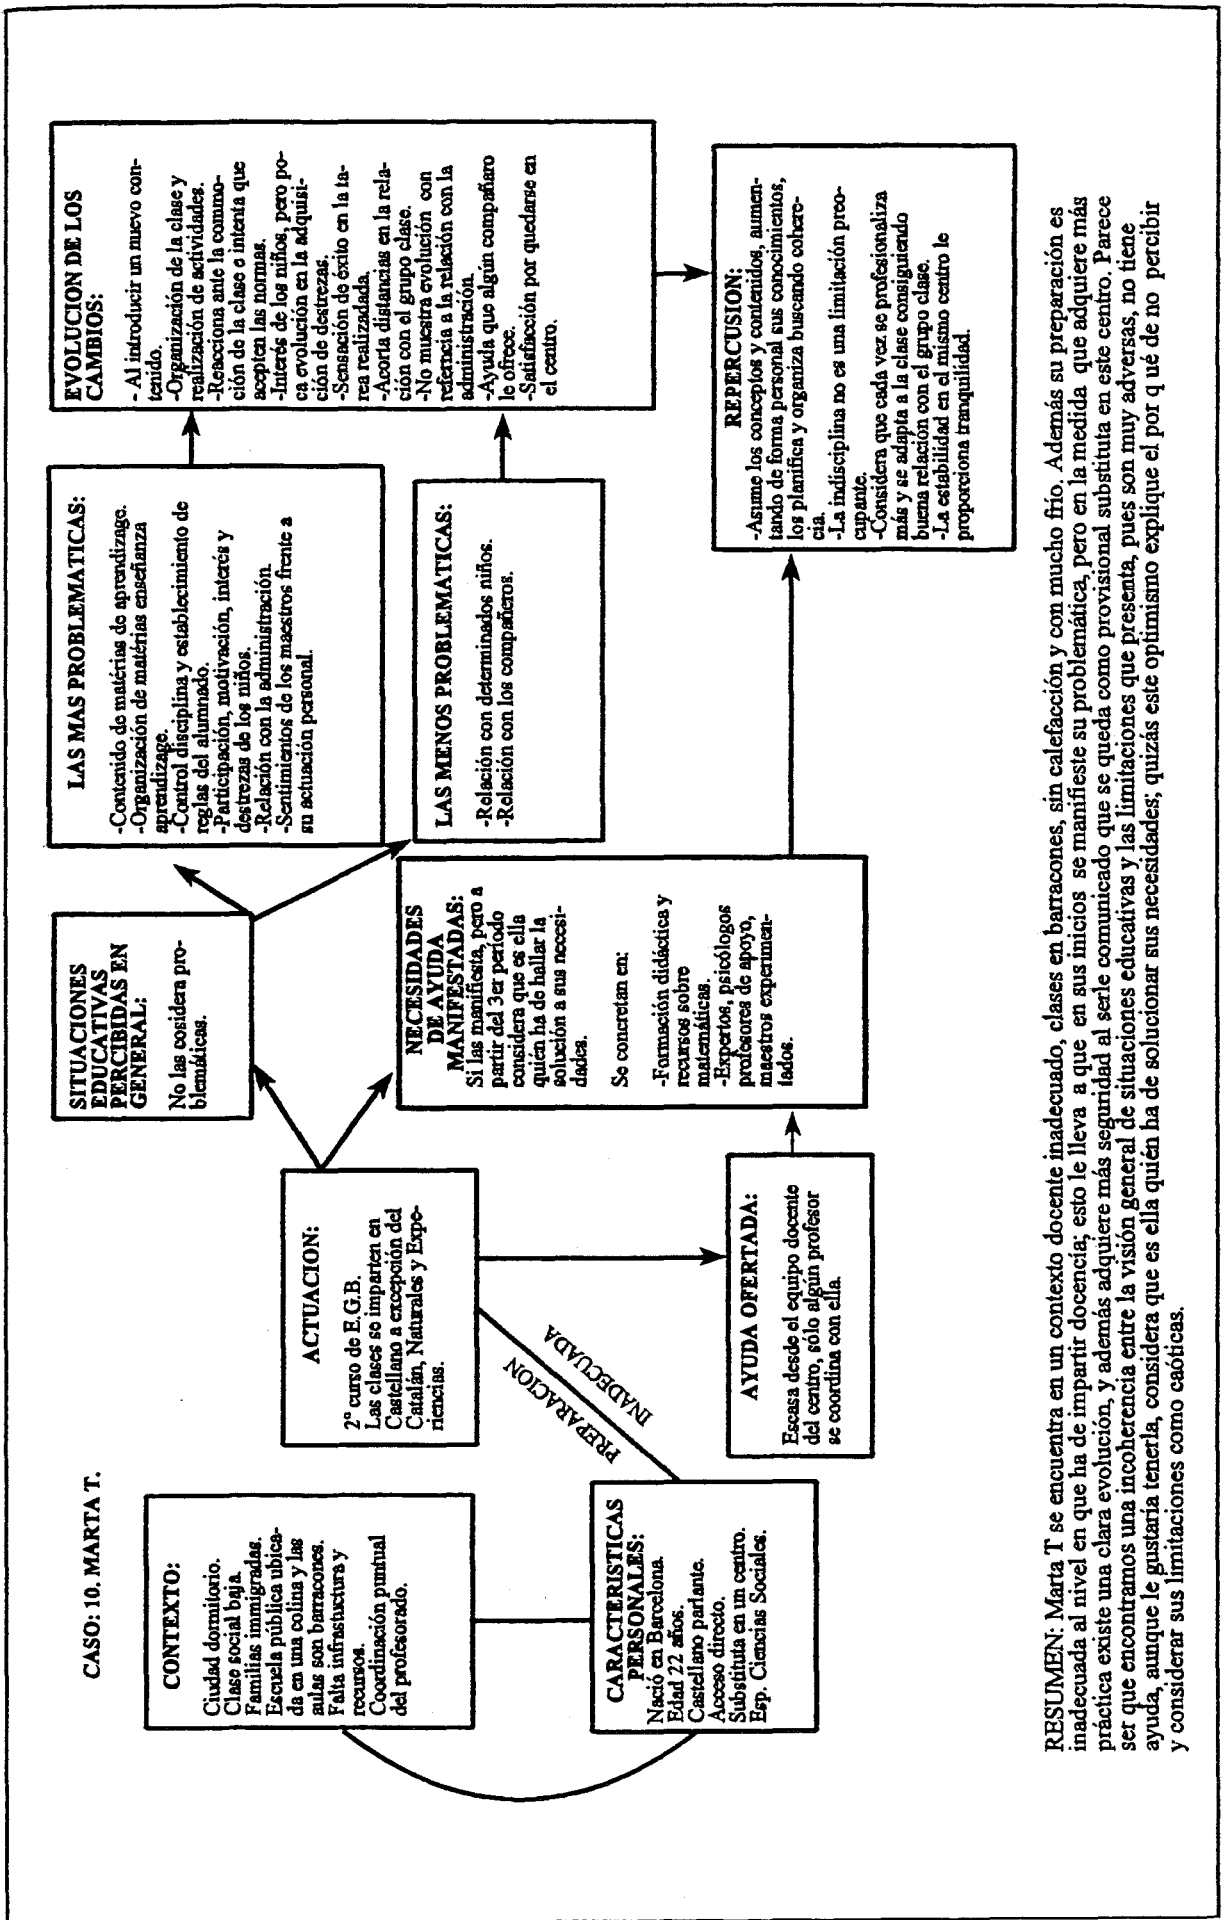 CASO: 10. MARTA T.
CONTEXTO:
Ciudad dormitorio.
Clase social baja.
Familias immigradas.
Escuela pública ubica-
da en una colina y las
aulas son barracones.
Falta infrastuctura y
recursos.
Coordinación puntual
del profesorado.
CARACTERISTICAS
PERSONALES:
Nació en Barcelona.
Edad 22 años.
Castellano parlante.
Acceso directo.
Substituta en un centro.
Esp. Ciencias Sociales.
PREPARACION
INADECUADA
ACTUACION:
2º curso de E.G.B.
Las clases se imparten en
Castellano a excepción del
Catalán, Naturales y Expe-
riencias.
AYUDA OFERTADA:
Escasa desde el equipo docente
del centro, sólo algún profesor
se coordina con ella.
SITUACIONES
EDUCATIVAS
PERCIBIDAS EN
GENERAL:
No las cosidera pro-
blemáticas.
NECESIDADES
DE AYUDA
MANIFESTADAS:
Si las manifiesta, pero a
partir del 3er período
considera que es ella
quién ha de hallar la
solución a sus necesi-
dades.
Se concretan en:
-Formación didáctica y
recursos sobre
matemáticas.
-Expertos, psicólogos
profesores de apoyo,
maestros experimen-
tados.
LAS MAS PROBLEMATICAS:
-Contenido de matérias de aprendizage.
-Organización de matérias enseñanza
aprendizage.
-Control disciplina y establecimiento de
reglas del alumnado.
-Participación, motivación, interés y
destrezas de los niños.
-Relación con la administración.
-Sentimientos de los maestros frente a
su actuación personal.
LAS MENOS PROBLEMATICAS:
-Relación con determinados niños.
-Relación con los compañeros.
EVOLUCION DE LOS
CAMBIOS:
- Al introducir un nuevo con-
tenido.
-Organización de la clase y
realización de actividades.
-Reacciona ante la commo-
ción de la clase e intenta que
acepten las normas.
-Interés de los niños, pero po-
ca evolución en la adquisi-
ción de destrezas.
-Sensación de éxito en la ta-
rea realizadada.
-Acorta distancias en la rela-
ción con el grupo clase.
-No muestra evolución con
referencia a la relación con la
administración.
-Ayuda que algún compañaro
le ofrece.
-Satisfacción por quedarse en
el centro.
REPERCUSION:
-Asume los conceptos y contenidos, aumen-
tando de forma personal sus conocimientos,
los planifica y organiza buscando coheren-
cia.
-La indisciplina no es una limitación preo-
cupante.
-Considera que cada vez se profesionaliza
más y se adapta a la clase consiguiendo
buena relación con el grupo clase.
-La estabilidad en el mismo centro le
proporciona tranquilidad.
RESUMEN: Marta T se encuentra en un contexto docente inadecuado, clases en barracones, sin calefacción y con mucho frío. Además su preparación es
inadecuada al nivel en que ha de impartir docencia; esto le lleva a que en sus inicios se manifieste su problemática, pero en la medida que adquiere más
práctica existe una clara evolución, y además adquiere más seguridad al serle comunicado que se queda como provisional substituta en este centro. Parece
ser que encontramos una incoherencia entre la visión general de situaciones educativas y las limitaciones que presenta, pues son muy adversas, no tiene
ayuda, aunque le gustaría tenerla, considera que es ella quién ha de solucionar sus necesidades; quizás este optimismo explique el por q ué de no percibir
y considerar sus limitaciones como caóticas.